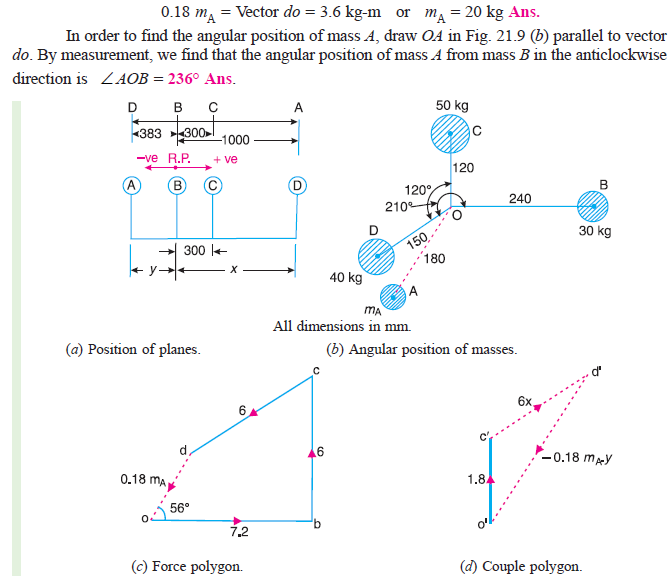 0.18 mA = Vector do = 3.6 kg-m or mA = 20 kg Ans.
In order to find the angular position of mass A, draw OA in Fig. 21.9 (b) parallel to vector
do. By measurement, we find that the angular position of mass A from mass B in the anticlockwise
direction is ∠AOB = 236° Ans.
D B C A
383 300 1000
–ve R.P. + ve
A B C D
300
y x
50 kg
C
120
120°
210°
O
240
B
30 kg
D
150
180
40 kg
A
mA
All dimensions in mm.
(a) Position of planes.
(b) Angular position of masses.
c
6
d
6
0.18 mA
56°
o
7.2
b
(c) Force polygon.
d'
6x
c'
– 0.18 mA.y
1.8
o'
(d) Couple polygon.